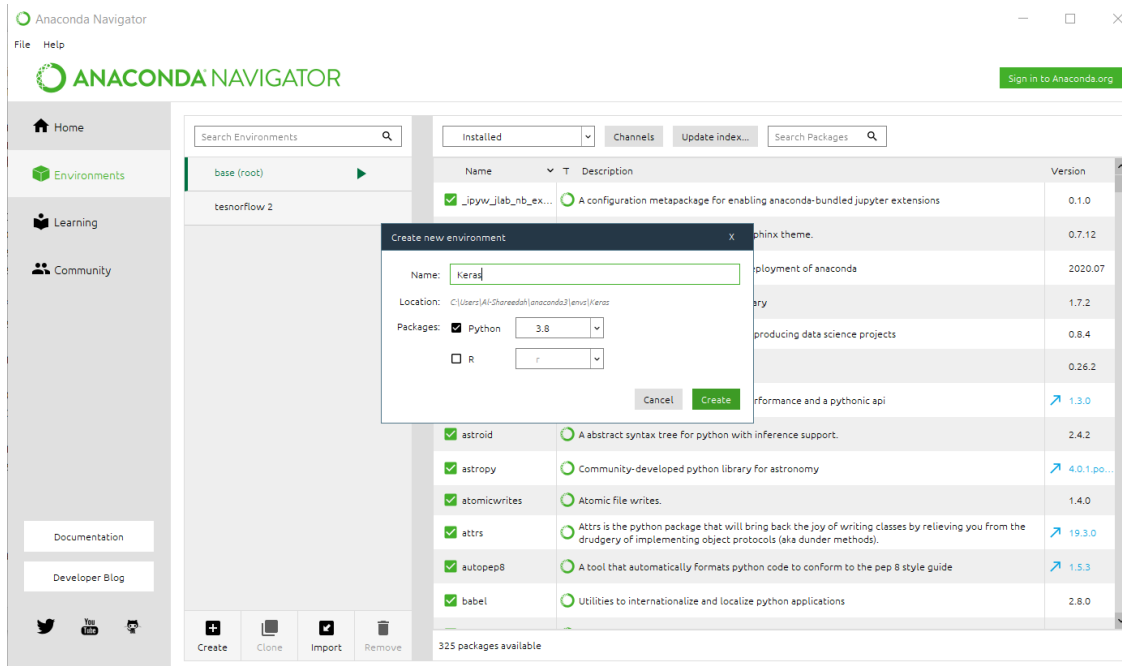 Anaconda Navigator
File Help
ANACONDA NAVIGATOR
Sign in to Anaconda.org
Home
Environments
Learning
Community
Documentation
Developer Blog
You Tube
Search Environments
base (root)
tesnorflow 2
Create Clone Import Remove
Installed Channels Update index... Search Packages
Name T Description Version
_ipyw_jlab_nb_ex... A configuration metapackage for enabling anaconda-bundled jupyter extensions 0.1.0
phinx theme. 0.7.12
ployment of anaconda 2020.07
ary 1.7.2
producing data science projects 0.8.4
0.26.2
rformance and a pythonic api 1.3.0
astroid A abstract syntax tree for python with inference support. 2.4.2
astropy Community-developed python library for astronomy 4.0.1.po...
atomicwrites Atomic file writes. 1.4.0
attrs Attrs is the python package that will bring back the joy of writing classes by relieving you from the
drudgery of implementing object protocols (aka dunder methods). 19.3.0
autopep8 A tool that automatically formats python code to conform to the pep 8 style guide 1.5.3
babel Utilities to internationalize and localize python applications 2.8.0
325 packages available
Create new environment X
Name: Keras
Location: C:\Users\Al-Shareedah\anaconda3\envs\Keras
Packages: Python 3.8
R r
Cancel Create